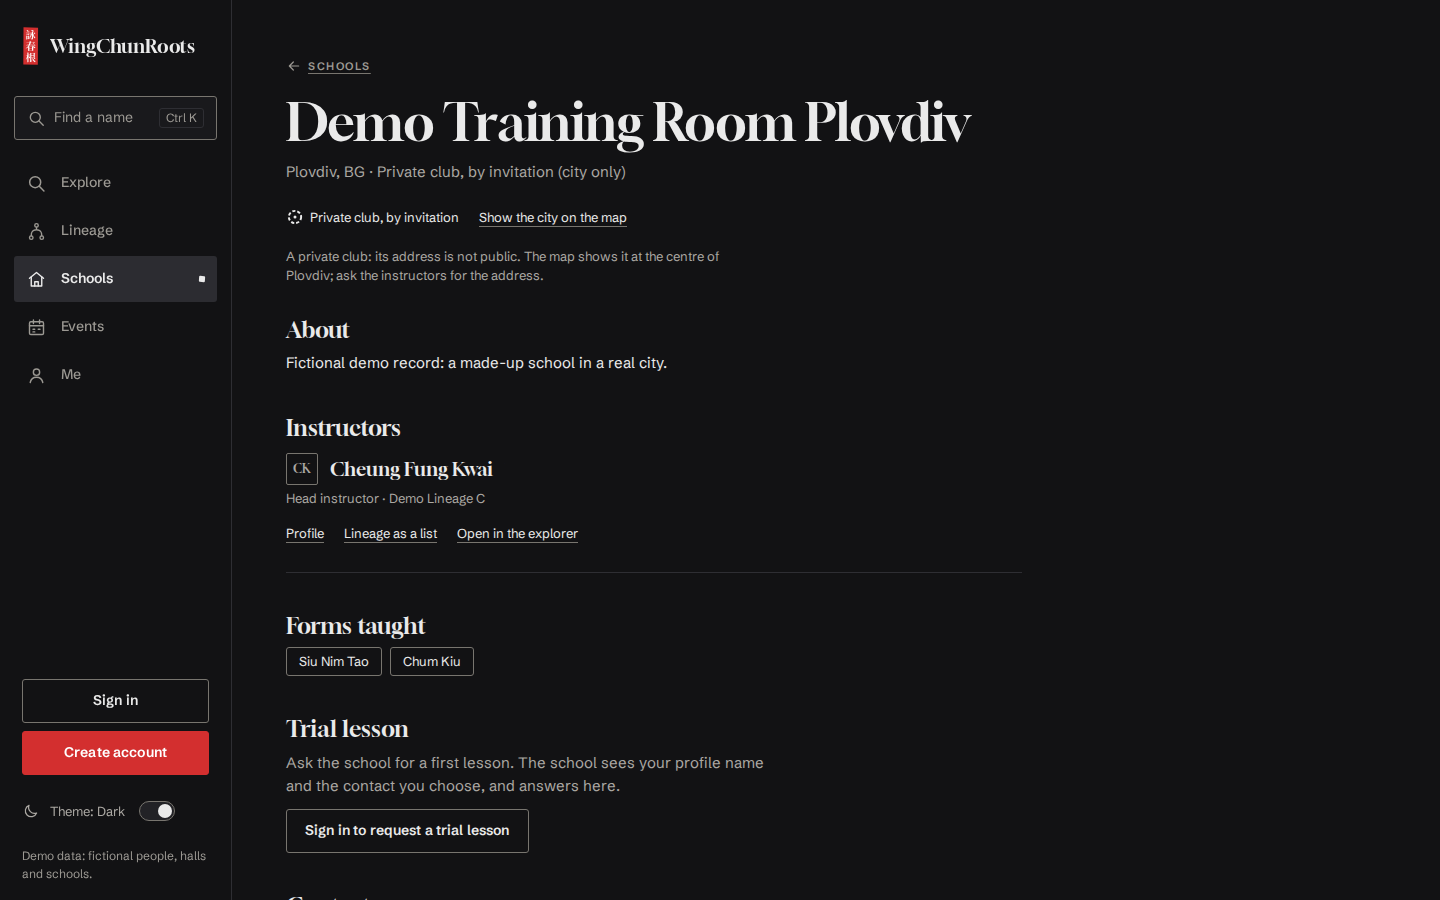 詠春根
WingChunRoots
Find a name
Ctrl K
Explore
Lineage
Schools
Events
Me
Sign in
Create account
Theme: Dark
Demo data: fictional people, halls
and schools.
← SCHOOLS
Demo Training Room Plovdiv
Plovdiv, BG · Private club, by invitation (city only)
Private club, by invitation
Show the city on the map
A private club: its address is not public. The map shows it at the centre of
Plovdiv; ask the instructors for the address.
About
Fictional demo record: a made-up school in a real city.
Instructors
CK
Cheung Fung Kwai
Head instructor · Demo Lineage C
Profile
Lineage as a list
Open in the explorer
Forms taught
Siu Nim Tao
Chum Kiu
Trial lesson
Ask the school for a first lesson. The school sees your profile name
and the contact you choose, and answers here.
Sign in to request a trial lesson